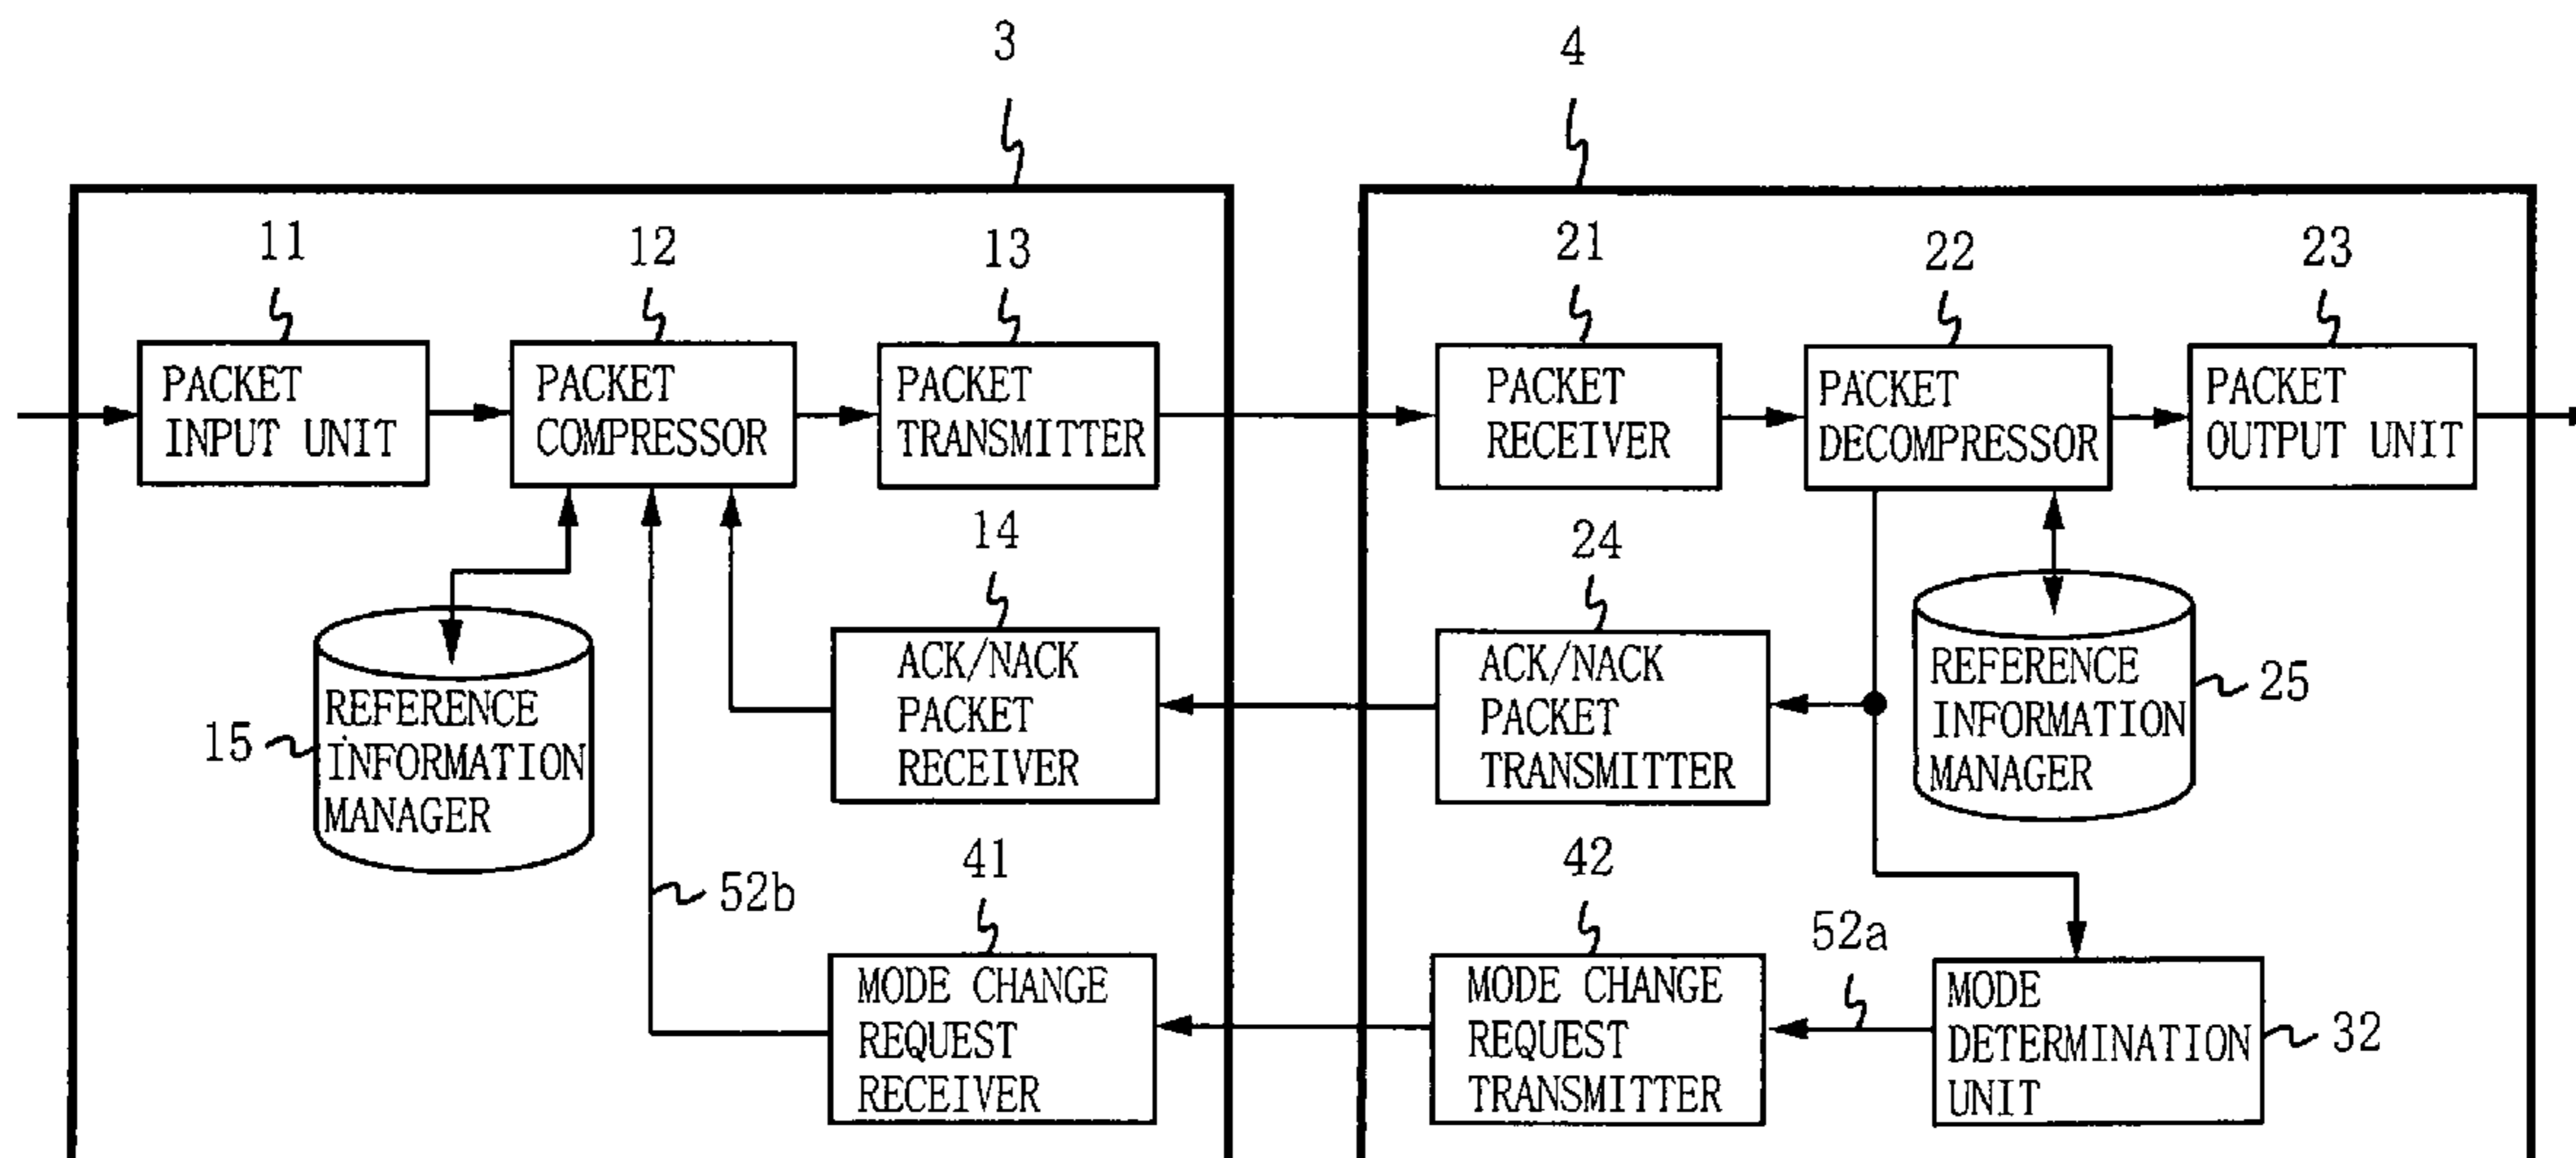 3
4
11
12
13
21
22
23
PACKET
INPUT UNIT
PACKET
COMPRESSOR
PACKET
TRANSMITTER
PACKET
RECEIVER
PACKET
DECOMPRESSOR
PACKET
OUTPUT UNIT
14
24
15
REFERENCE
INFORMATION
MANAGER
ACK/NACK
PACKET
RECEIVER
ACK/NACK
PACKET
TRANSMITTER
REFERENCE
INFORMATION
MANAGER
25
52b
41
42
52a
MODE CHANGE
REQUEST
RECEIVER
MODE CHANGE
REQUEST
TRANSMITTER
MODE
DETERMINATION
UNIT
32